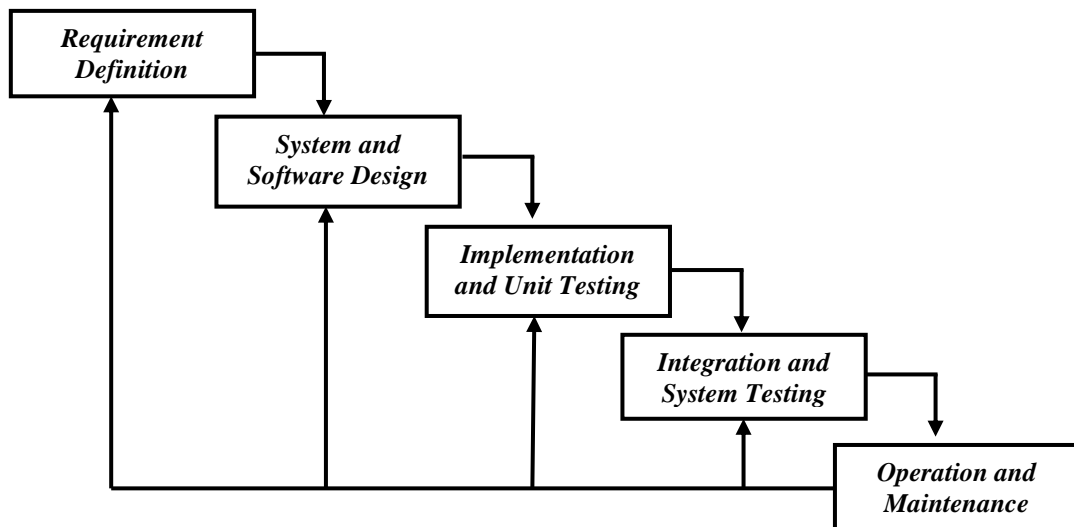 Requirement
Definition
System and
Software Design
Implementation
and Unit Testing
Integration and
System Testing
Operation and
Maintenance